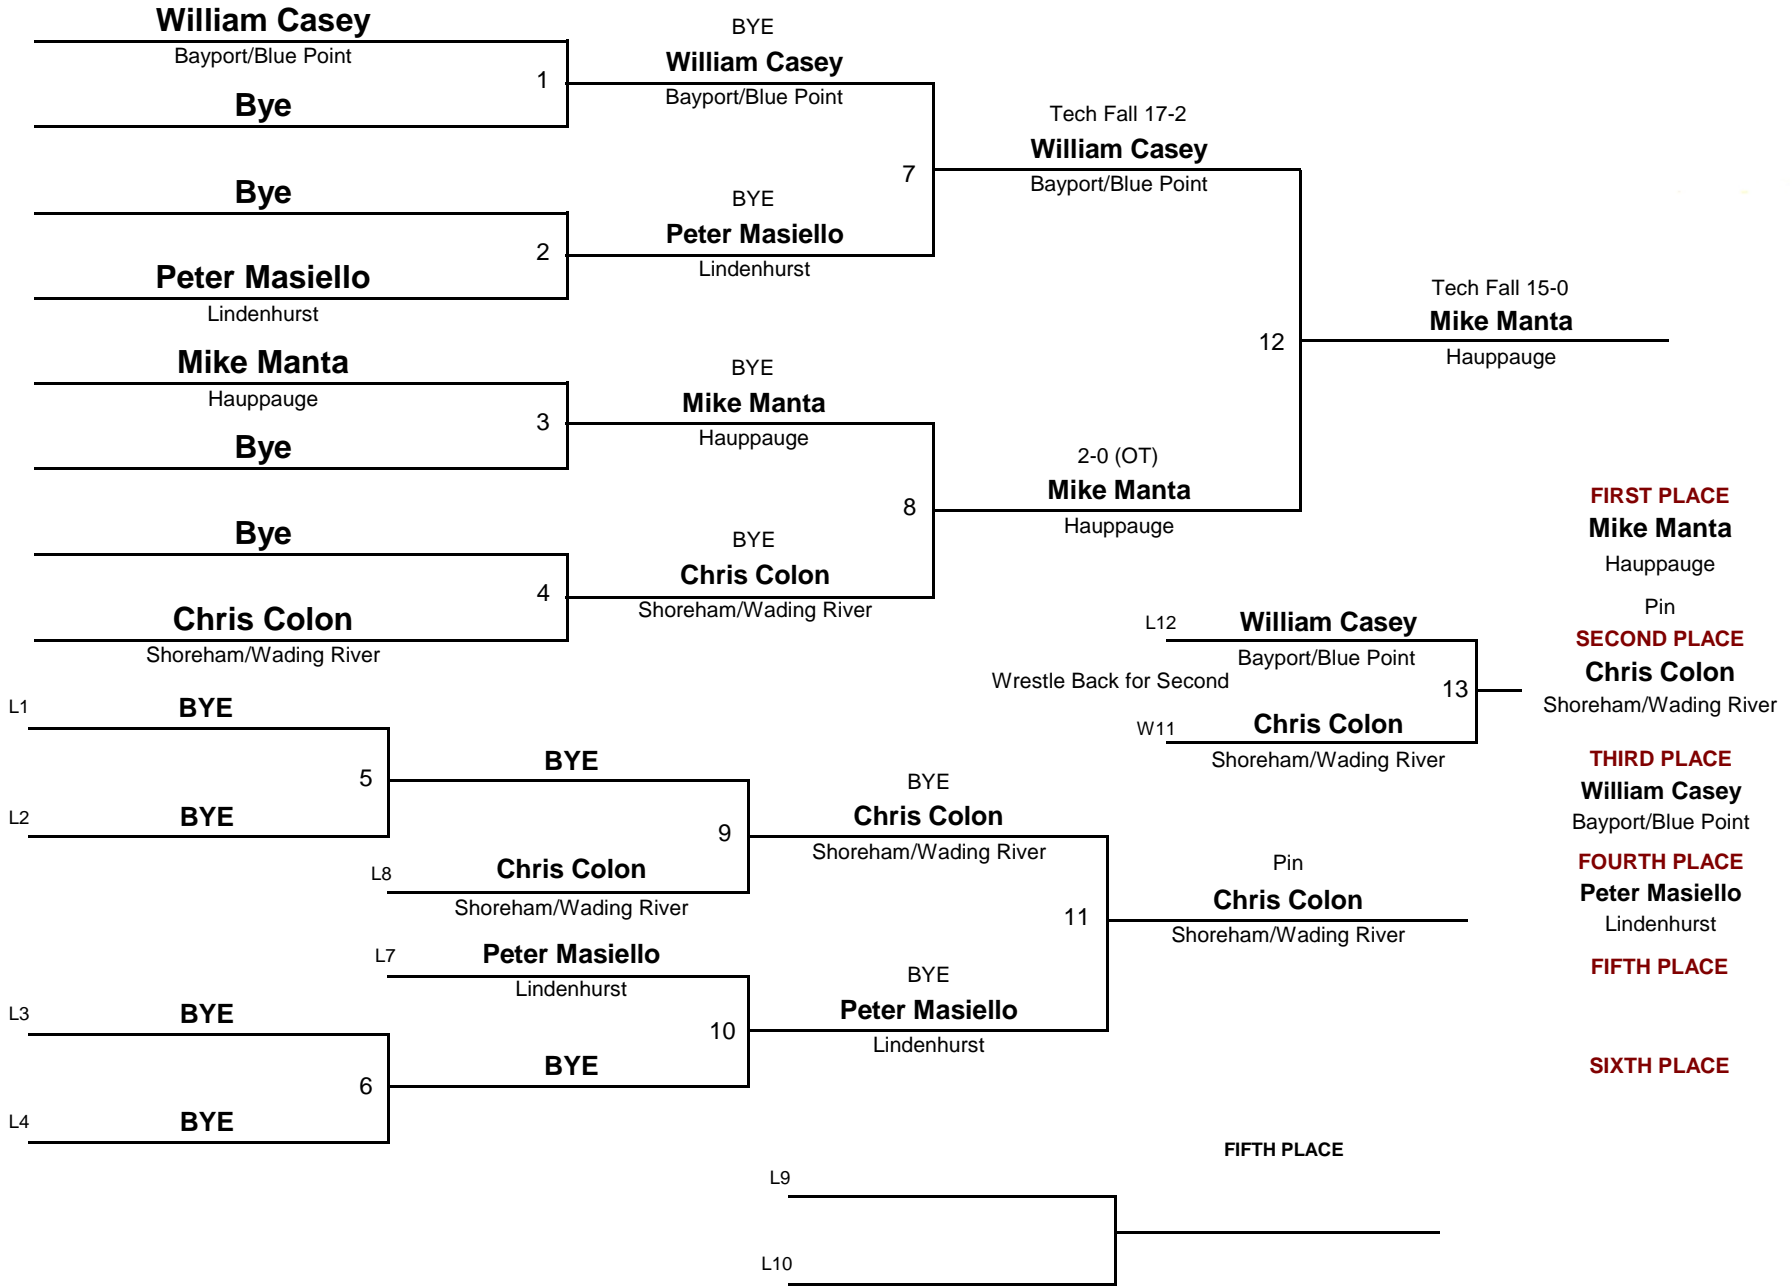 William Casey
Bayport/Blue Point
1
Bye
BYE
William Casey
Bayport/Blue Point
Bye
2
Peter Masiello
Lindenhurst
BYE
Peter Masiello
Lindenhurst
7
Tech Fall 17-2
William Casey
Bayport/Blue Point
Mike Manta
Hauppauge
3
Bye
BYE
Mike Manta
Hauppauge
Bye
4
Chris Colon
Shoreham/Wading River
BYE
Chris Colon
Shoreham/Wading River
8
2-0 (OT)
Mike Manta
Hauppauge
12
Tech Fall 15-0
Mike Manta
Hauppauge
FIRST PLACE
Mike Manta
Hauppauge
Pin
SECOND PLACE
Chris Colon
Shoreham/Wading River
THIRD PLACE
William Casey
Bayport/Blue Point
FOURTH PLACE
Peter Masiello
Lindenhurst
FIFTH PLACE
SIXTH PLACE
L12
William Casey
Bayport/Blue Point
Wrestle Back for Second
13
W11
Chris Colon
Shoreham/Wading River
L1
BYE
5
L2
BYE
BYE
9
L8
Chris Colon
Shoreham/Wading River
BYE
Chris Colon
Shoreham/Wading River
L7
Peter Masiello
Lindenhurst
10
L3
BYE
6
L4
BYE
BYE
BYE
Peter Masiello
Lindenhurst
11
Pin
Chris Colon
Shoreham/Wading River
FIFTH PLACE
L9
L10